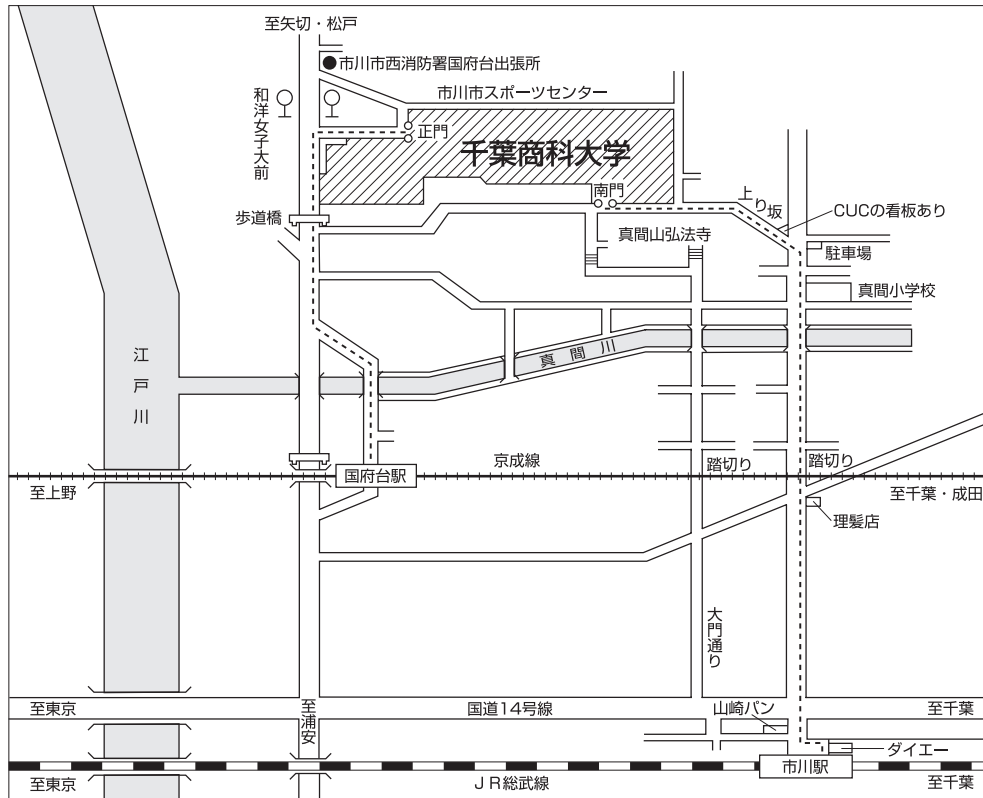 至矢切・松戸
市川市西消防署国府台出張所
和洋女子大前
市川市スポーツセンター
正門
千葉商科大学
南門
上り坂
CUCの看板あり
歩道橋
真間山弘法寺
駐車場
真間小学校
江戸川
真間川
京成線
国府台駅
踏切り
踏切り
至上野
至千葉・成田
理髪店
大門通り
至東京
至浦安
国道14号線
山崎パン
至千葉
ダイエー
市川駅
至東京
JR総武線
至千葉